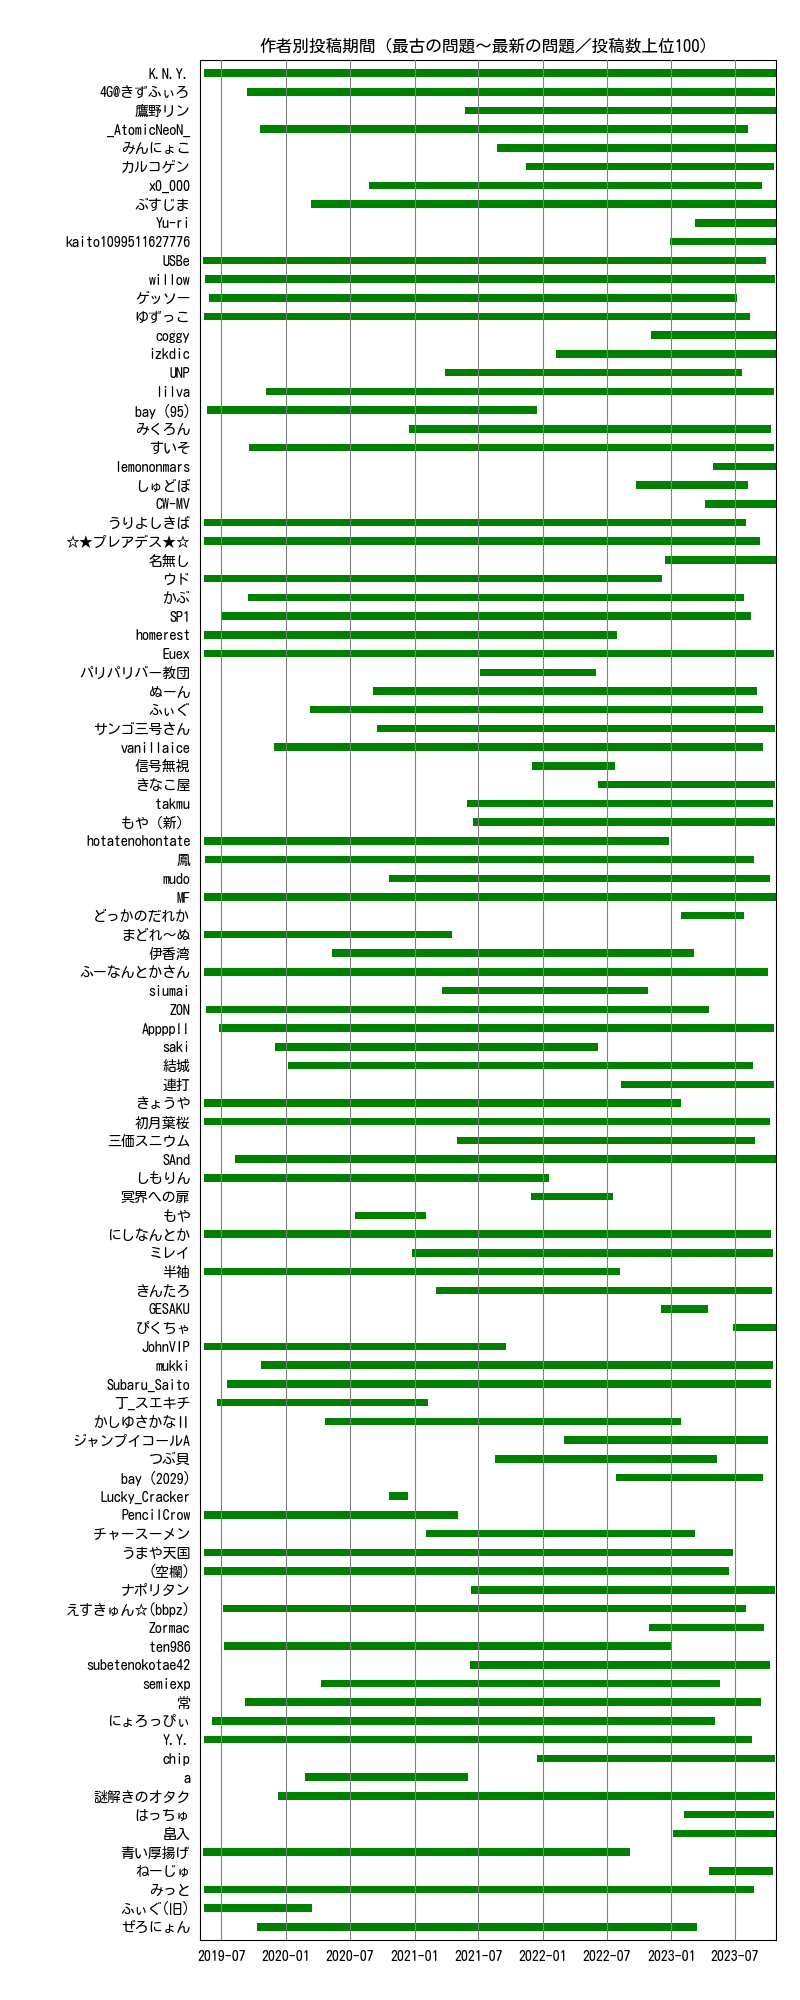 作者別投稿期間（最古の問題～最新の問題／投稿数上位100）
K.N.Y.
4G@きずふぃろ
鷹野リン
_AtomicNeoN_
みんにょこ
カルコゲン
x0_000
ぶすじま
Yu-ri
kaito1099511627776
USBe
willow
ゲッソー
ゆずっこ
coggy
izkdic
UNP
lilva
bay (95)
みくろん
すいそ
lemononmars
しゅどぼ
CW-MV
うりよしきば
☆★プレアデス★☆
名無し
ウド
かぶ
SP1
homerest
Euex
パリパリバー教団
ぬーん
ふぃぐ
サンゴ三号さん
vanillaice
信号無視
きなこ屋
takmu
もや（新）
hotatenohontate
鳳
mudo
MF
どっかのだれか
まどれ～ぬ
伊香湾
ふーなんとかさん
siumai
ZON
Appppll
saki
結城
連打
きょうや
初月葉桜
三価スニウム
SAnd
しもりん
冥界への扉
もや
にしなんとか
ミレイ
半袖
きんたろ
GESAKU
ぴくちゃ
JohnVIP
mukki
Subaru_Saito
丁_スエキチ
かしゆさかなII
ジャンプイコールA
つぶ貝
bay (2029)
Lucky_Cracker
PencilCrow
チャースーメン
うまや天国
(空欄)
ナポリタン
えすきゅん☆(bbpz)
Zormac
ten986
subetenokotae42
semiexp
常
にょろっぴぃ
Y.Y.
chip
a
謎解きのオタク
はっちゅ
畠入
青い厚揚げ
ねーじゅ
みっと
ふぃぐ(旧)
ぜろにょん
2019-07 2020-01 2020-07 2021-01 2021-07 2022-01 2022-07 2023-01 2023-07